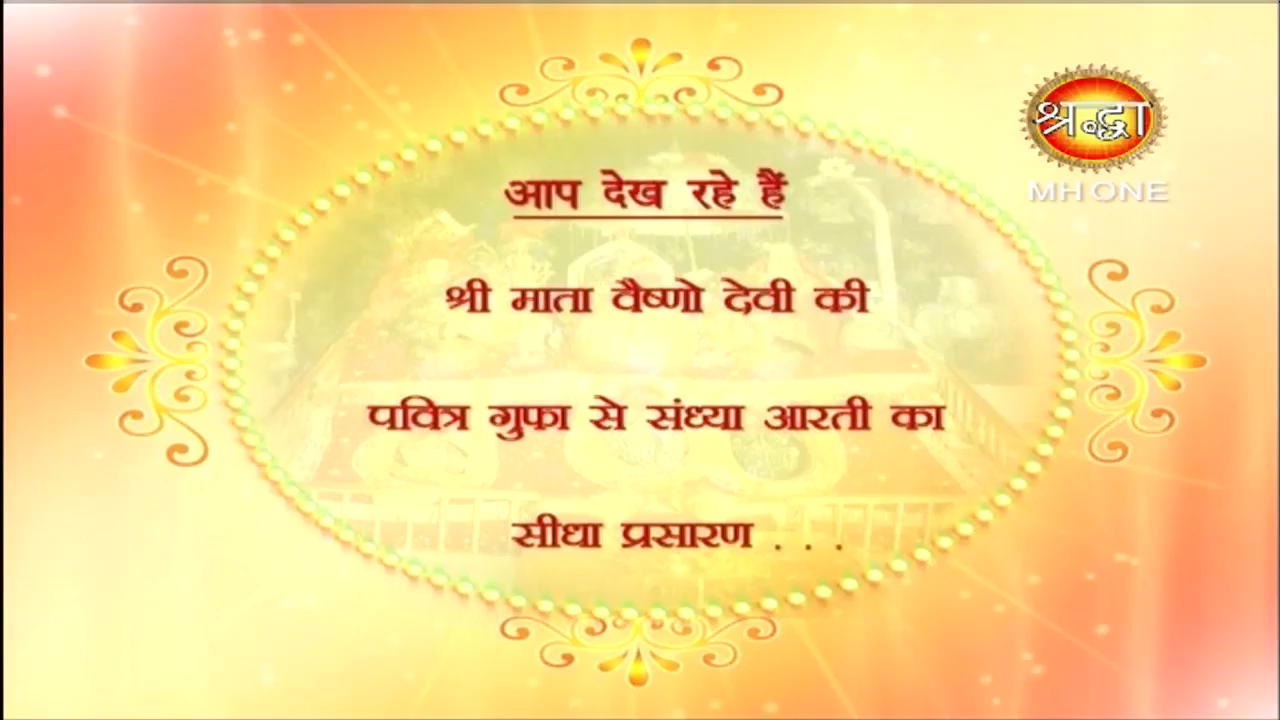 श्रद्धा
MH ONE
आप देख रहे हैं
श्री माता वैष्णो देवी की
पवित्र गुफा से संध्या आरती का
सीधा प्रसारण . . .